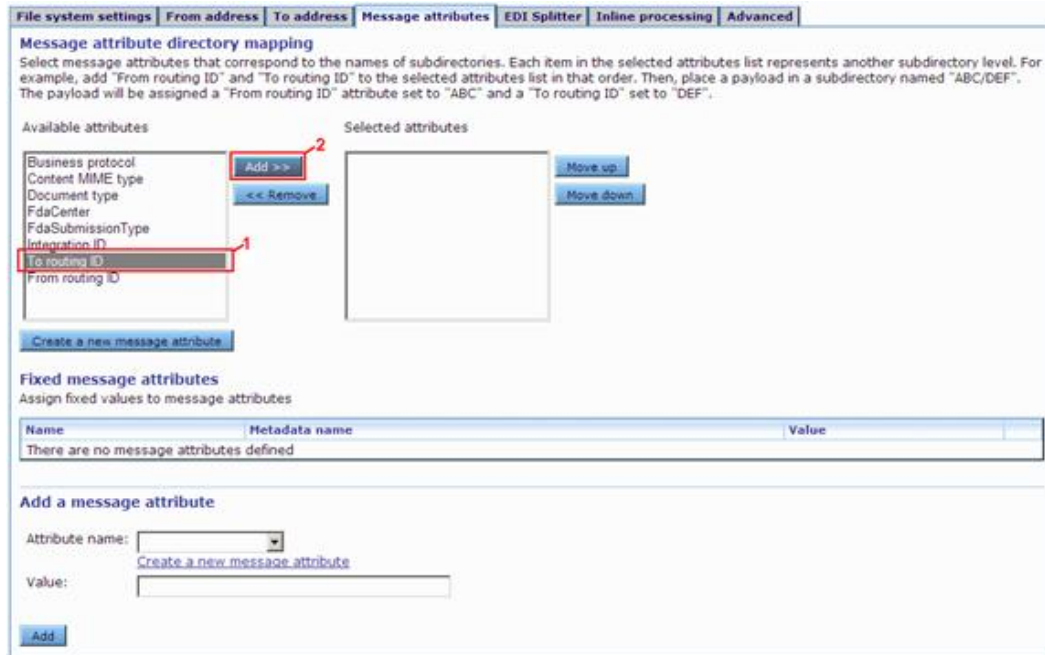 File system settings From address To address Message attributes EDI Splitter Inline processing Advanced
Message attribute directory mapping
Select message attributes that correspond to the names of subdirectories. Each item in the selected attributes list represents another subdirectory level. For
example, add "From routing ID" and "To routing ID" to the selected attributes list in that order. Then, place a payload in a subdirectory named "ABC/DEF".
The payload will be assigned a "From routing ID" attribute set to "ABC" and a "To routing ID" set to "DEF".
Available attributes Selected attributes
2
Business protocol
Content MIME type
Document type
FdaCenter
FdaSubmissionType
Integration ID
To routing ID
From routing ID
1
Add >>
<< Remove
Move up
Move down
Create a new message attribute
Fixed message attributes
Assign fixed values to message attributes
Name Metadata name Value
There are no message attributes defined
Add a message attribute
Attribute name:
Create a new message attribute
Value:
Add